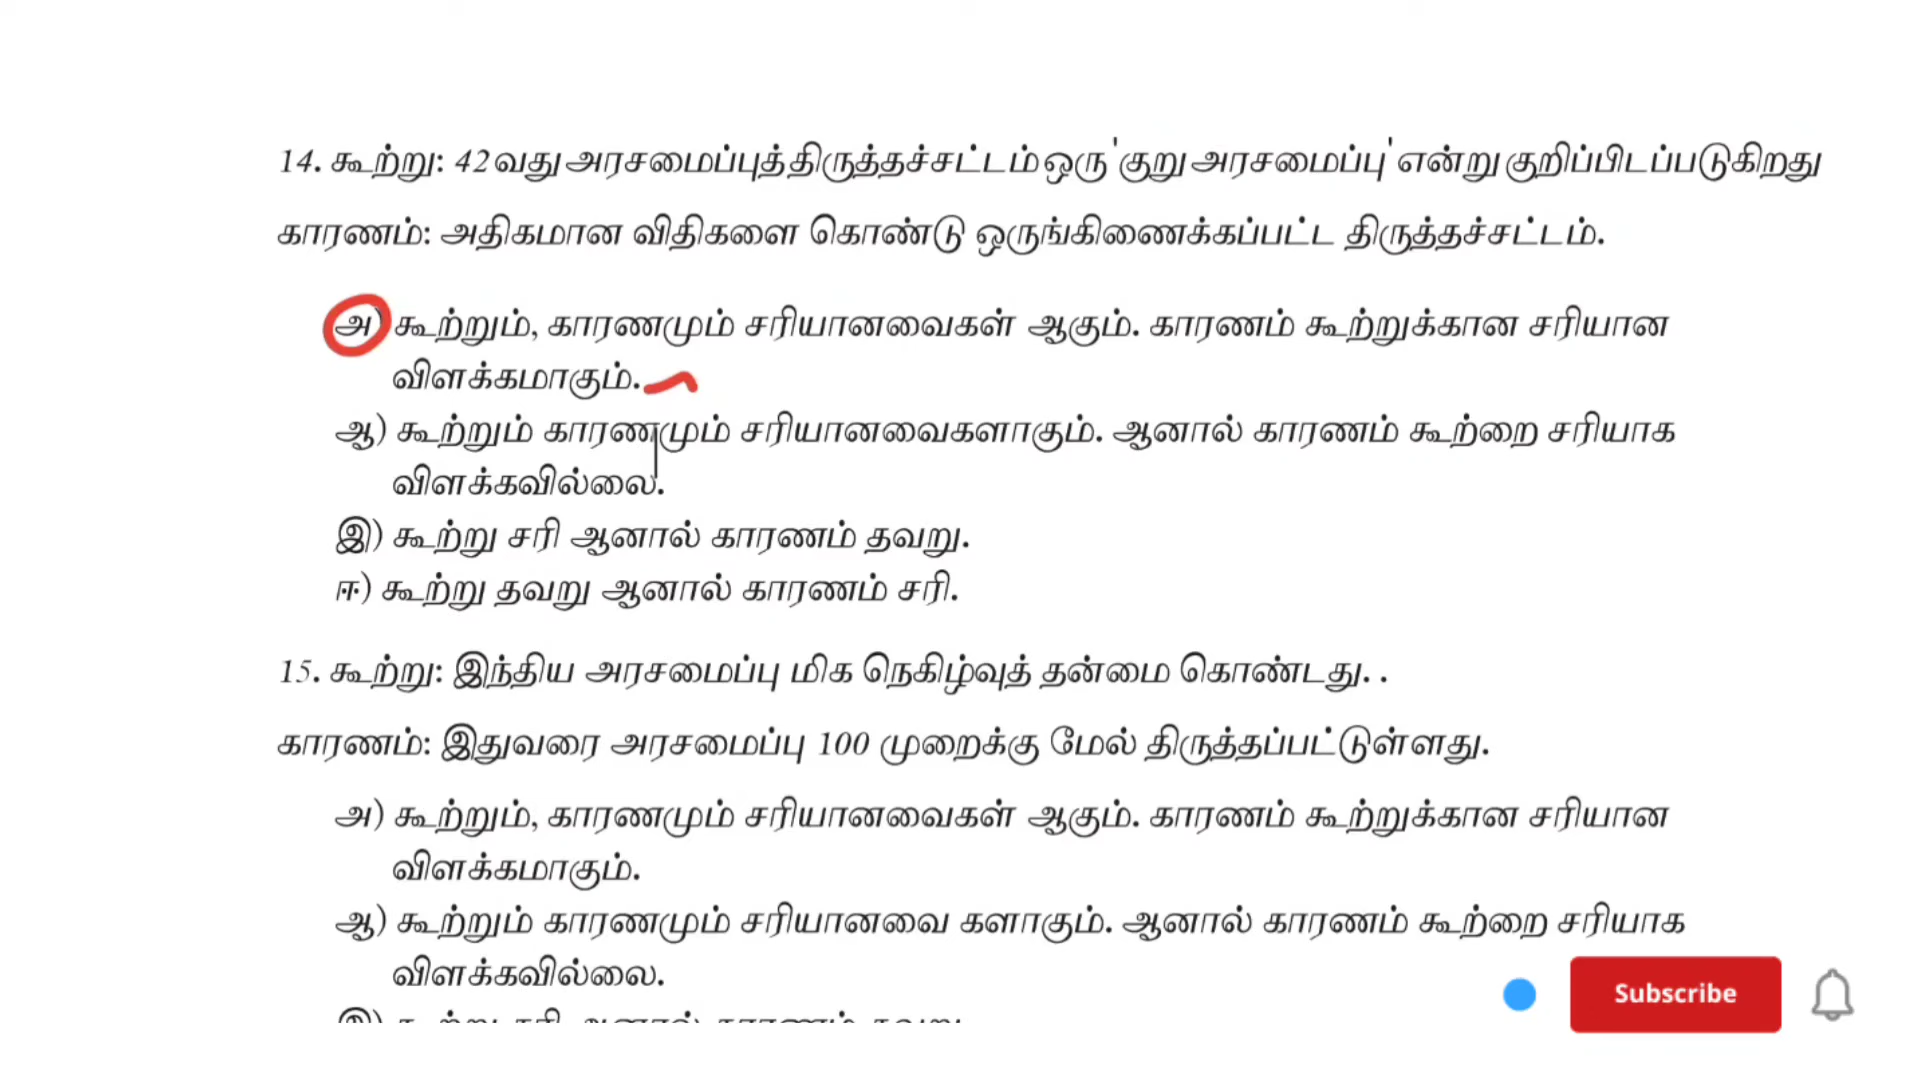 14. கூற்று: 42வது அரசமைப்புத்திருத்தச்சட்டம் ஒரு 'குறு அரசமைப்பு' என்று குறிப்பிடப்படுகிறது
காரணம்: அதிகமான விதிகளை கொண்டு ஒருங்கிணைக்கப்பட்ட திருத்தச்சட்டம்.
அ) கூற்றும், காரணமும் சரியானவைகள் ஆகும். காரணம் கூற்றுக்கான சரியான
விளக்கமாகும்.
ஆ) கூற்றும் காரணமும் சரியானவைகளாகும். ஆனால் காரணம் கூற்றை சரியாக
விளக்கவில்லை.
இ) கூற்று சரி ஆனால் காரணம் தவறு.
ஈ) கூற்று தவறு ஆனால் காரணம் சரி.
15. கூற்று: இந்திய அரசமைப்பு மிக நெகிழ்வுத் தன்மை கொண்டது. .
காரணம்: இதுவரை அரசமைப்பு 100 முறைக்கு மேல் திருத்தப்பட்டுள்ளது.
அ) கூற்றும், காரணமும் சரியானவைகள் ஆகும். காரணம் கூற்றுக்கான சரியான
விளக்கமாகும்.
ஆ) கூற்றும் காரணமும் சரியானவை களாகும். ஆனால் காரணம் கூற்றை சரியாக
விளக்கவில்லை.
இ) கூற்று சரி ஆனால் காரணம் தவறு
Subscribe